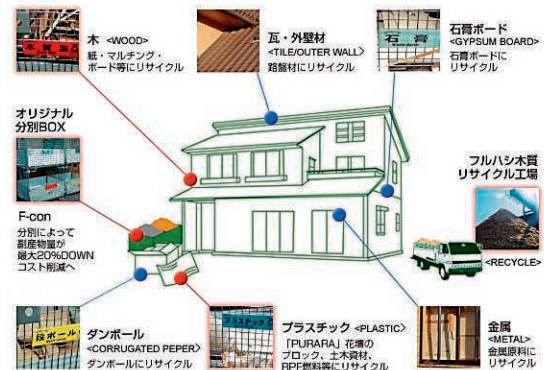 木 <WOOD>
紙・マルチング・
ボード等にリサイクル
瓦・外壁材
<TILE/OUTER WALL>
路盤材にリサイクル
石膏
石膏ボード
<GYPSUM BOARD>
石膏ボードに
リサイクル
オリジナル
分別BOX
F-con
分別によって
副産物量が
最大20%DOWN
コスト削減へ
フルハシ木質
リサイクル工場
<RECYCLE>
段ボール
ダンボール
<CORRUGATED PEPER>
ダンボールにリサイクル
プラスチック
プラスチック <PLASTIC>
「PURARA」花壇の
ブロック、土木資材、
RPF燃料等にリサイクル
金属
<METAL>
金属原料に
リサイクル